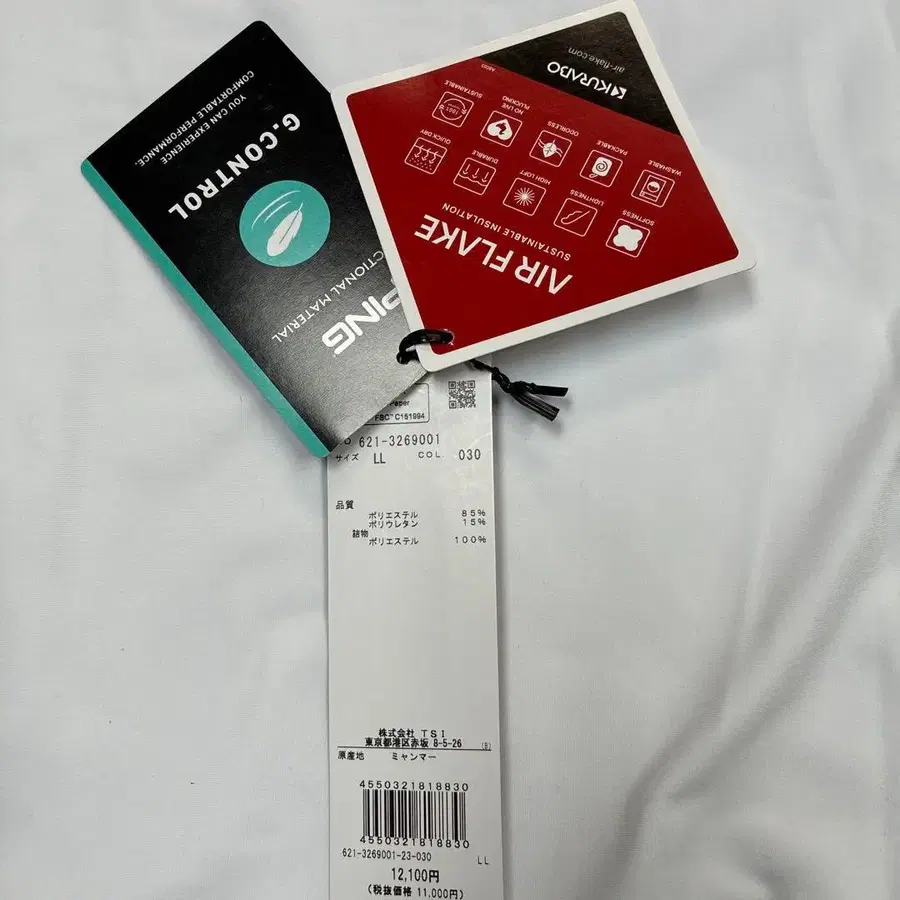 YOU CAN EXPERIENCE
COMFORTABLE PERFORMANCE.
G.CONTROL
CTIONAL MATERIAL
PING
KURABO
air-flake.com
SUSTAINABLE
NO LIVE
PLUCKING
ODORLESS
PACKABLE
WASHABLE
QUICK DRY
DURABLE
HIGH LOFT
LIGHTNESS
SOFTNESS
AIR FLAKE
SUSTAINABLE INSULATION
Paper
FSC™ C151994
621-3269001
サイズ LL COL 030
品質
ポリエステル 85%
ポリウレタン 15%
詰物
ポリエステル 100%
株式会社 TSI
東京都港区赤坂 8-5-26 (B)
原産地 ミャンマー
4550321818830
4550321818830
621-3269001-23-030 LL
12,100円
(税抜価格 11,000円)